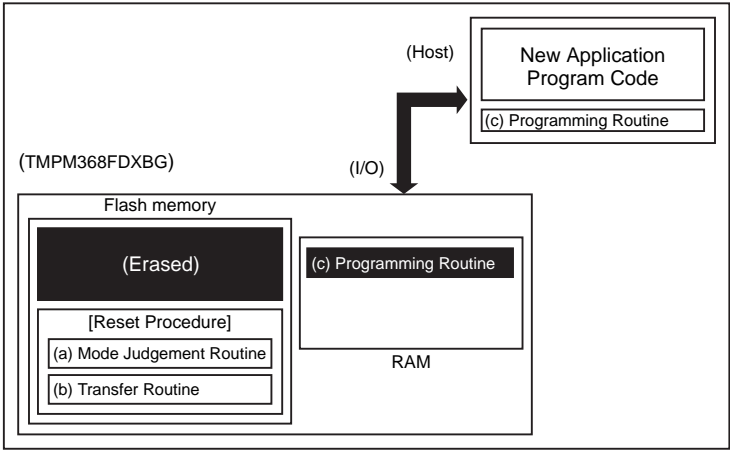 (Host)
New Application
Program Code
(c) Programming Routine
(TMPM368FDXBG)
(I/O)
Flash memory
(Erased)
(c) Programming Routine
[Reset Procedure]
(a) Mode Judgement Routine
(b) Transfer Routine
RAM